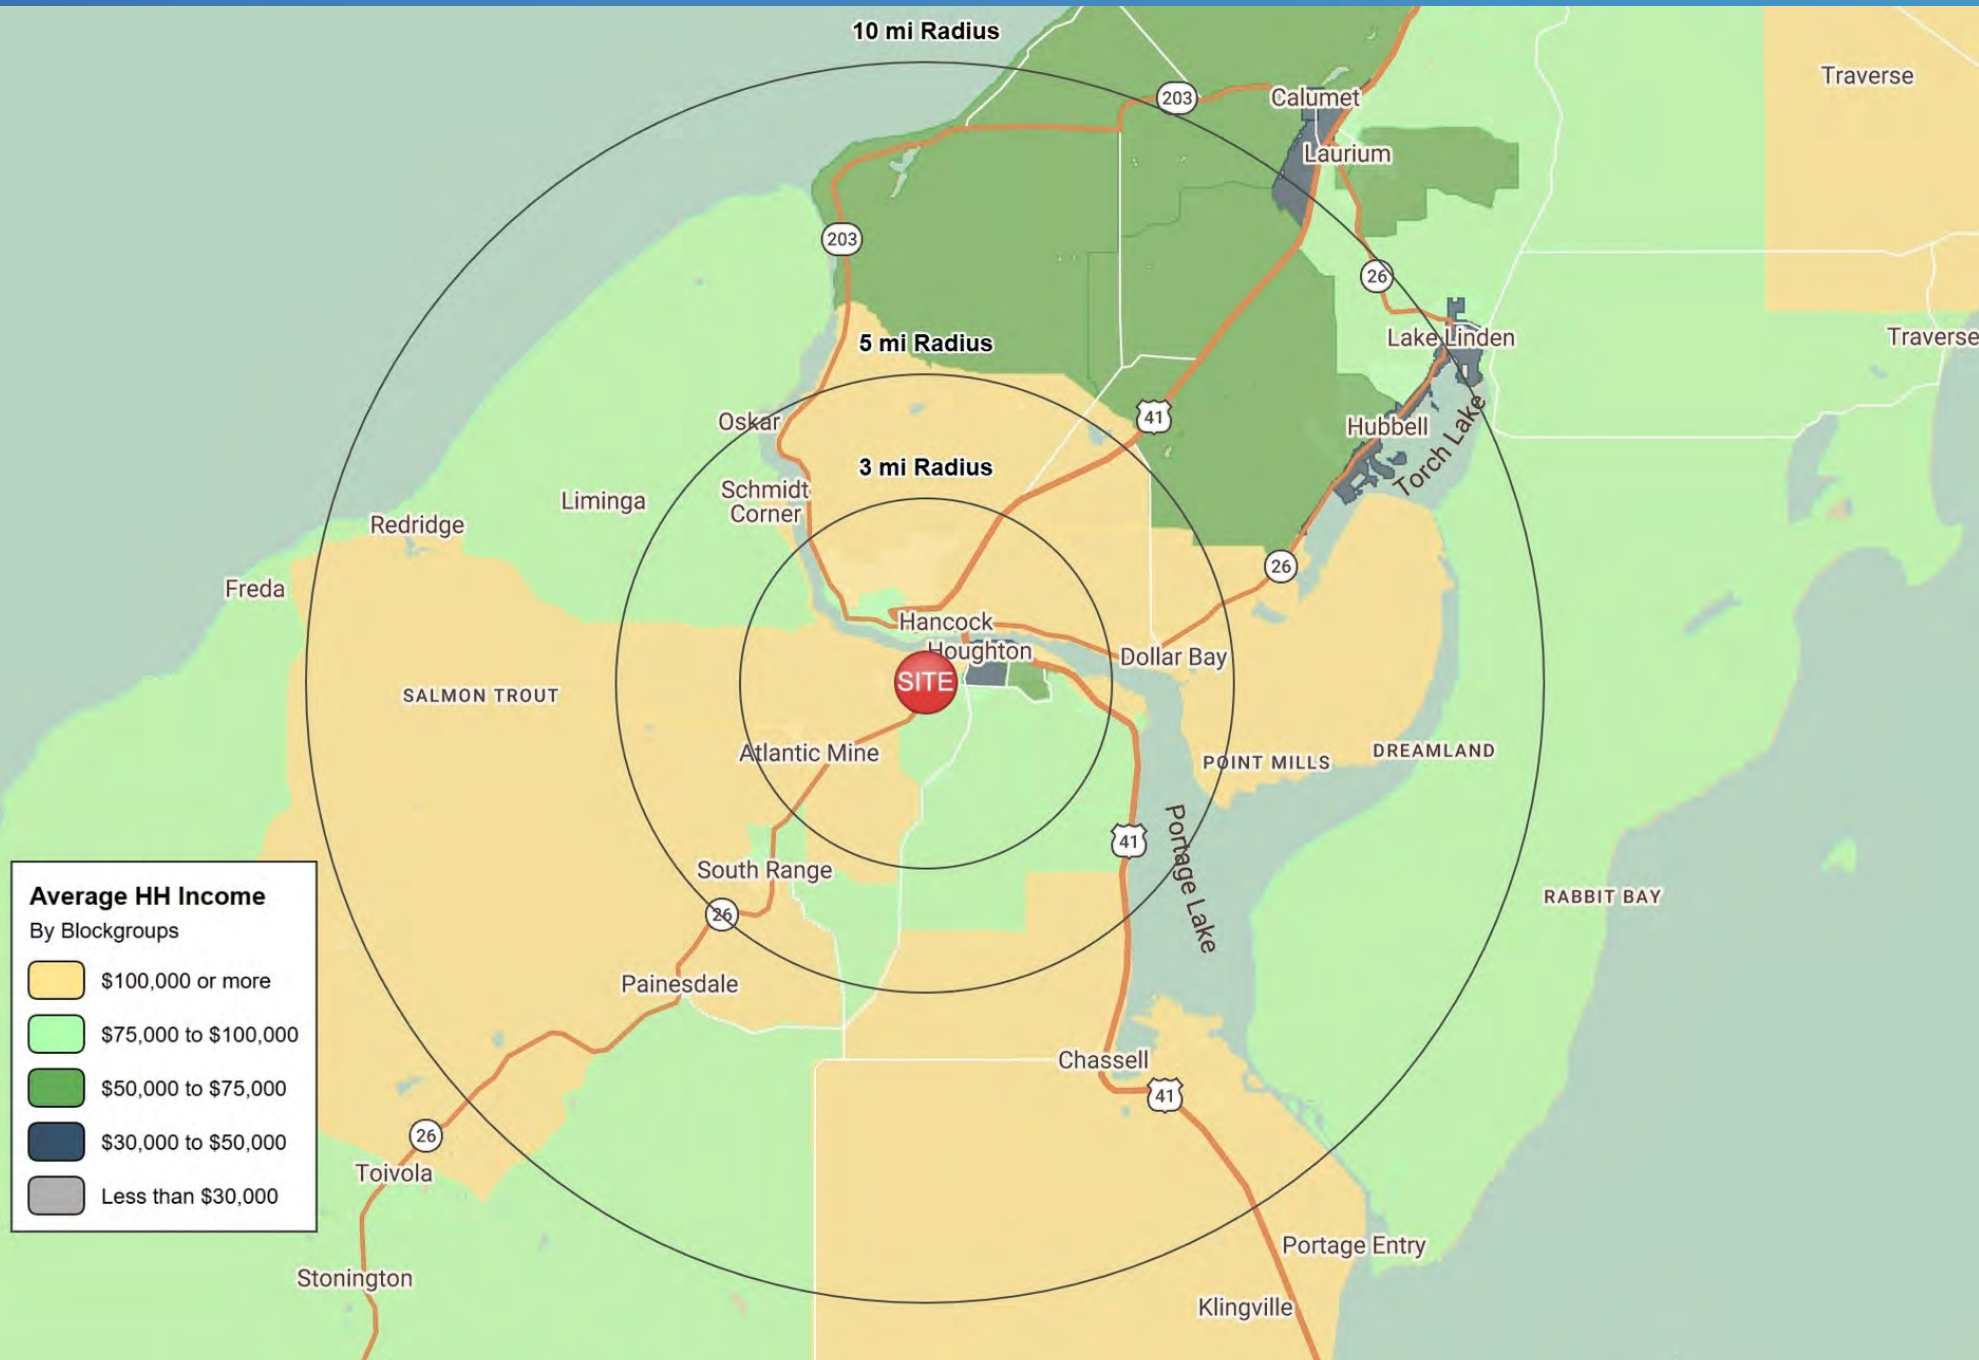 10 mi Radius
Traverse
203
Calumet
Laurium
203
26
5 mi Radius
Lake Linden
Traverse
41
Oskar
Hubbell
Torch Lake
3 mi Radius
Schmidt
Corner
Liminga
Redridge
26
Freda
Hancock
Houghton
Dollar Bay
SITE
SALMON TROUT
Atlantic Mine
POINT MILLS
DREAMLAND
41
Portage Lake
South Range
RABBIT BAY
26
Painesdale
Chassell
41
26
Toivola
Portage Entry
Stonington
Klingville
Average HH Income
By Blockgroups
$100,000 or more
$75,000 to $100,000
$50,000 to $75,000
$30,000 to $50,000
Less than $30,000